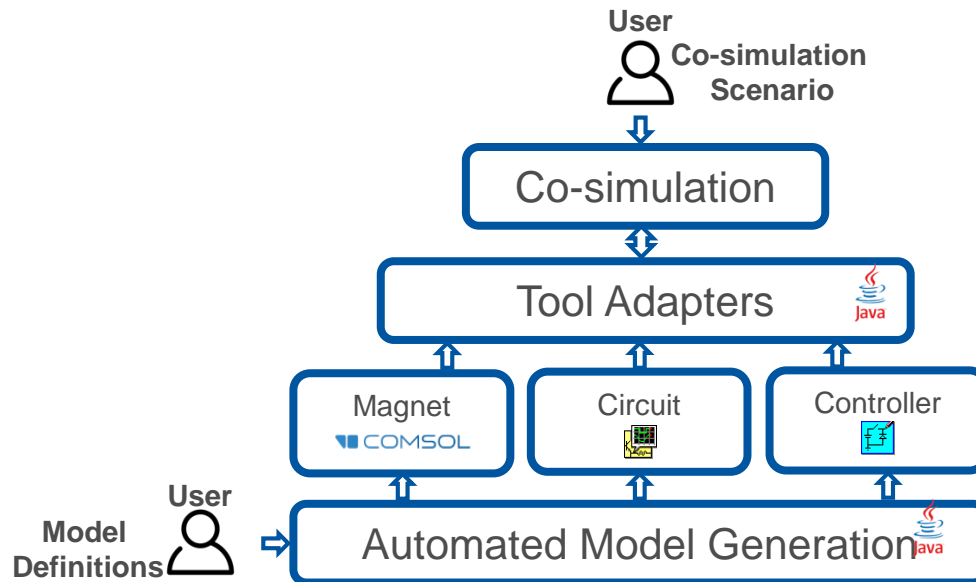 User
Co-simulation
Scenario
Co-simulation
Tool Adapters
Java
Magnet
COMSOL
Circuit
Controller
User
Model
Definitions
Automated Model Generation
Java